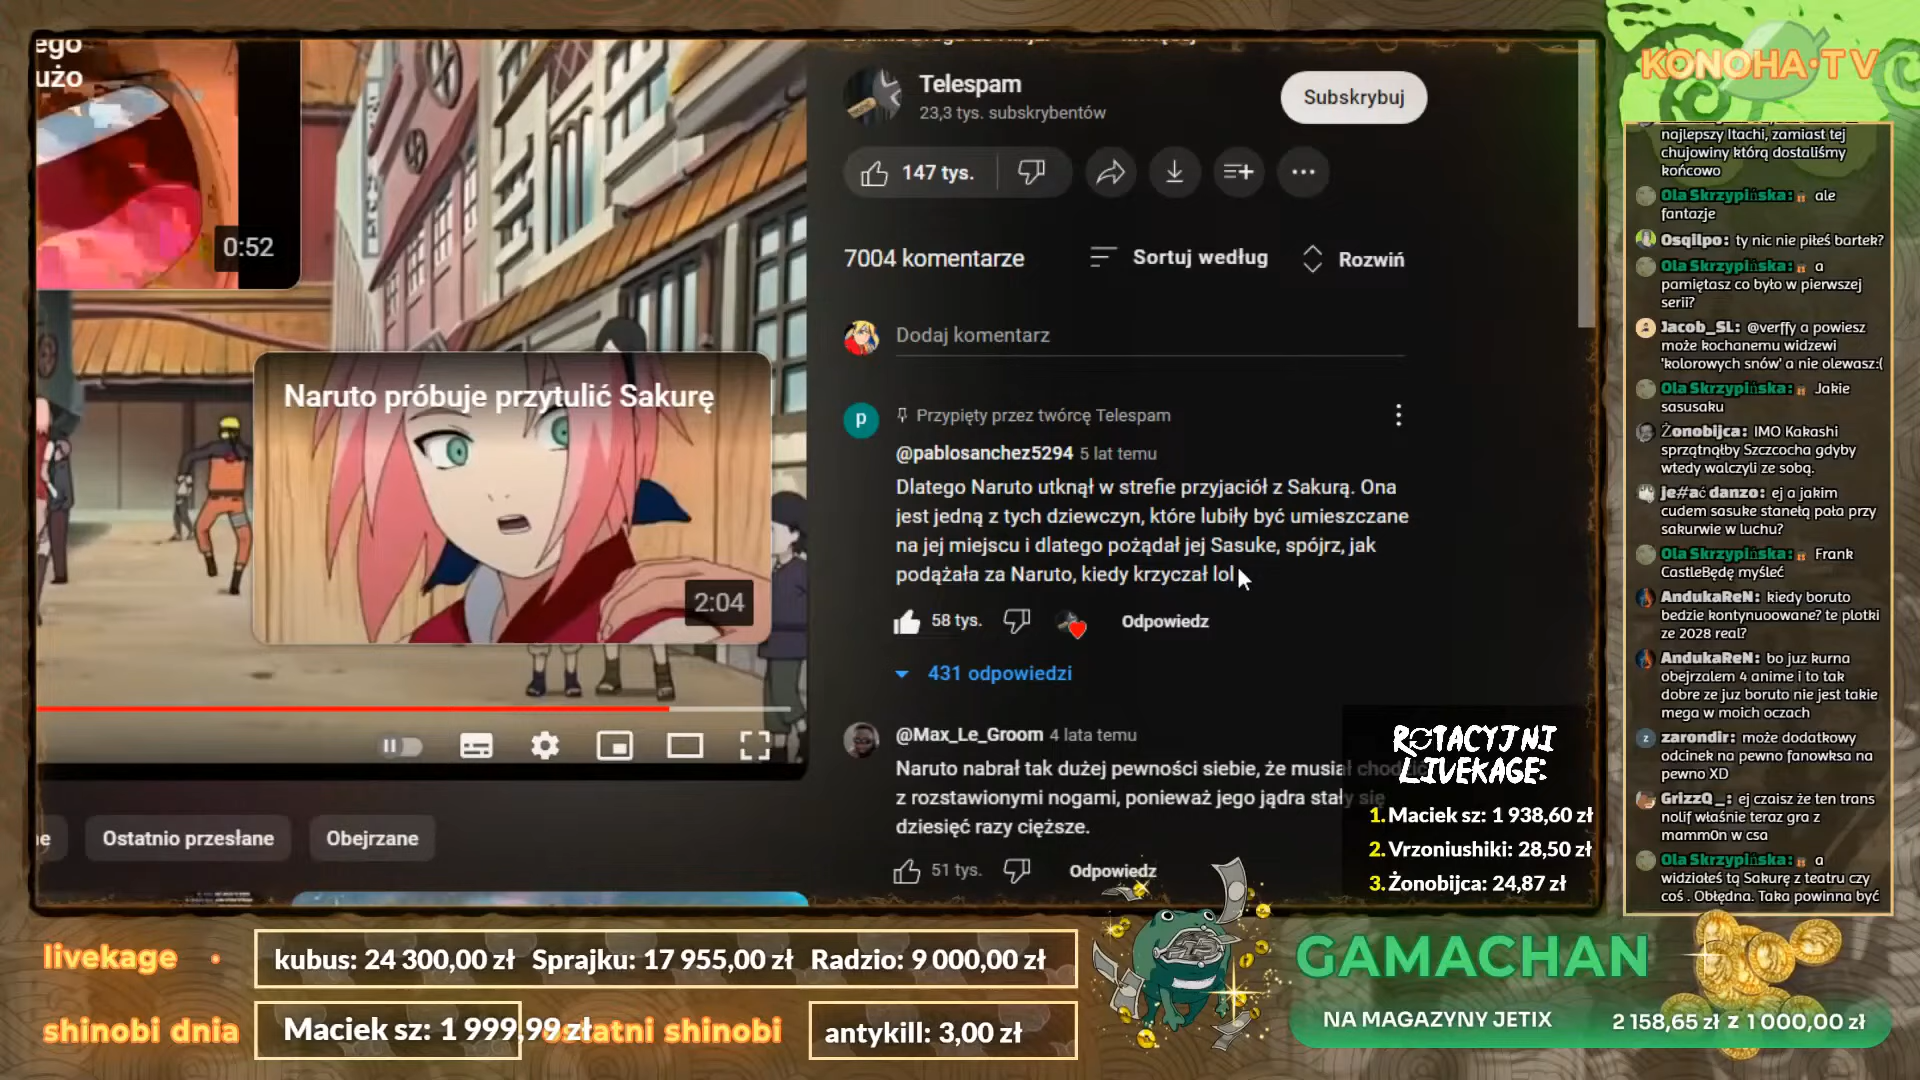 ego
użo
0:52
Naruto próbuje przytulić Sakurę
2:04
Ostatnio przesłane
Obejrzane
Telespam
23,3 tys. subskrybentów
Subskrybuj
147 tys.
7004 komentarze
Sortuj według
Rozwiń
Dodaj komentarz
Przypięty przez twórcę Telespam
p
@pablosanchez5294 5 lat temu
Dlatego Naruto utknął w strefie przyjaciół z Sakurą. Ona
jest jedną z tych dziewczyn, które lubiły być umieszczane
na jej miejscu i dlatego pożądał jej Sasuke, spójrz, jak
podążała za Naruto, kiedy krzyczał lol
58 tys.
Odpowiedz
431 odpowiedzi
@Max_Le_Groom 4 lata temu
Naruto nabrał tak dużej pewności siebie, że musiał chodzić
z rozstawionymi nogami, ponieważ jego jądra stały się
dziesięć razy cięższe.
51 tys.
Odpowiedz
ROTACYJNI
LIVEKAGE:
1. Maciek sz: 1 938,60 zł
2. Vrzoniushiki: 28,50 zł
3. Żonobijca: 24,87 zł
KONOHA·TV
najlepszy Itachi, zamiast tej
chujowiny którą dostaliśmy
końcowo
Ola Skrzypińska: ale
fantazje
Osqilpo: ty nic nie piłeś bartek?
Ola Skrzypińska: a
pamiętasz co było w pierwszej
serii?
Jacob_SL: @verffy a powiesz
może kochanemu widzewi
'kolorowych snów' a nie olewasz:(
Ola Skrzypińska: Jakie
sasusaku
Żonobijca: IMO Kakashi
sprzątnąłby Szczcocha gdyby
wtedy walczyli ze sobą.
je#ać danzo: ej a jakim
cudem sasuke stanęła pała przy
sakurwie w luchu?
Ola Skrzypińska: Frank
CastleBędę myśleć
AndukaReN: kiedy boruto
bedzie kontynuoowane? te plotki
ze 2028 real?
AndukaReN: bo juz kurna
obejrzalem 4 anime i to tak
dobre ze juz boruto nie jest takie
mega w moich oczach
z
zarondir: może dodatkowy
odcinek na pewno fanowksa na
pewno XD
GrizzQ_: ej czaisz że ten trans
nolif właśnie teraz gra z
mamm0n w csa
Ola Skrzypińska: a
widziałeś tą Sakurę z teatru czy
coś . Obłędna. Taka powinna być
livekage ·
kubus: 24 300,00 zł Sprajku: 17 955,00 zł Radzio: 9 000,00 zł
shinobi dnia
Maciek sz: 1 999,99 zł
ostatni shinobi
antykill: 3,00 zł
GAMACHAN
NA MAGAZYNY JETIX
2 158,65 zł z 1 000,00 zł